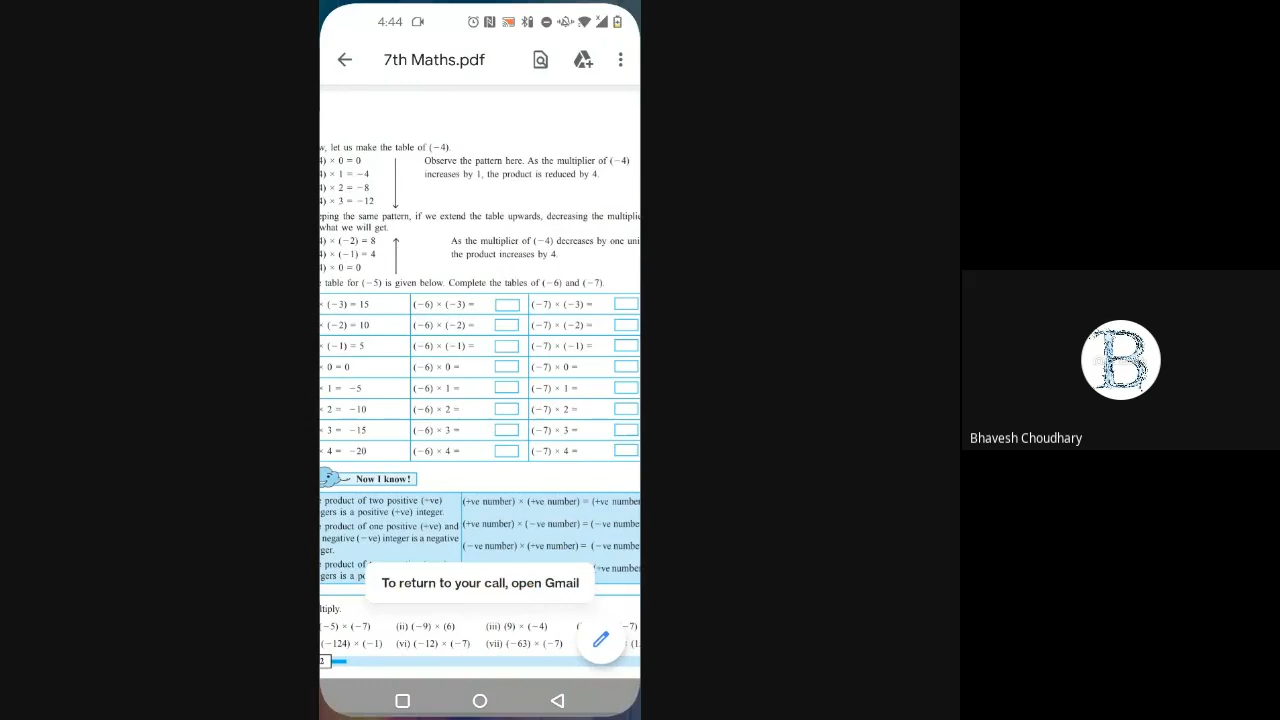 4:44
7th Maths.pdf
w, let us make the table of (−4).
4) × 0 = 0
4) × 1 = −4
4) × 2 = −8
4) × 3 = −12
Observe the pattern here. As the multiplier of (−4)
increases by 1, the product is reduced by 4.
ping the same pattern, if we extend the table upwards, decreasing the multiplie
what we will get.
4) × (−2) = 8
4) × (−1) = 4
4) × 0 = 0
As the multiplier of (−4) decreases by one uni
the product increases by 4.
table for (−5) is given below. Complete the tables of (−6) and (−7).
× (−3) = 15 (−6) × (−3) = (−7) × (−3) =
× (−2) = 10 (−6) × (−2) = (−7) × (−2) =
× (−1) = 5 (−6) × (−1) = (−7) × (−1) =
× 0 = 0 (−6) × 0 = (−7) × 0 =
× 1 = −5 (−6) × 1 = (−7) × 1 =
× 2 = −10 (−6) × 2 = (−7) × 2 =
× 3 = −15 (−6) × 3 = (−7) × 3 =
× 4 = −20 (−6) × 4 = (−7) × 4 =
Now I know!
product of two positive (+ve)
gers is a positive (+ve) integer.
product of one positive (+ve) and
negative (−ve) integer is a negative
ger.
product of
gers is a po
(+ve number) × (+ve number) = (+ve number
(+ve number) × (−ve number) = (−ve numbe
(−ve number) × (+ve number) = (−ve numbe
+ve number
To return to your call, open Gmail
ltiply.
−5) × (−7) (ii) (−9) × (6) (iii) (9) × (−4) −7)
(−124) × (−1) (vi) (−12) × (−7) (vii) (−63) × (−7)
2
B
Bhavesh Choudhary